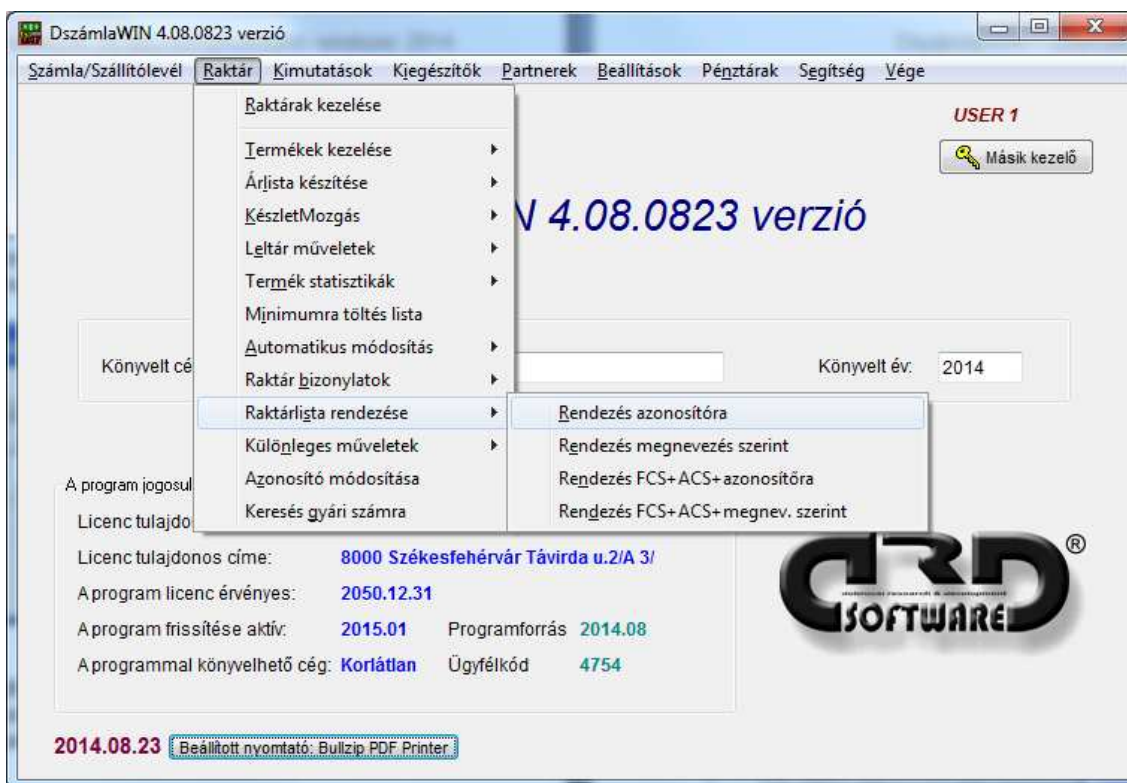 DszámlaWIN 4.08.0823 verzió
Számla/Szállítólevél Raktár Kimutatások Kiegészítők Partnerek Beállítások Pénztárak Segítség Vége
USER 1
Másik kezelő
Raktárak kezelése
Termékek kezelése
Árlista készítése
KészletMozgás
N 4.08.0823 verzió
Leltár műveletek
Termék statisztikák
Minimumra töltés lista
Automatikus módosítás
Könyvelt cé
Könyvelt év: 2014
Raktár bizonylatok
Raktárlista rendezése
Rendezés azonosítóra
Különleges műveletek
Rendezés megnevezés szerint
Azonosító módosítása
Rendezés FCS+ACS+azonosítőra
Keresés gyári számra
Rendezés FCS+ACS+megnev. szerint
A program jogosul
Licenc tulajdo
Licenc tulajdonos címe: 8000 Székesfehérvár Távirda u.2/A 3/
A program licenc érvényes: 2050.12.31
A program frissítése aktív: 2015.01 Programforrás 2014.08
A programmal könyvelhető cég: Korlátlan Ügyfélkód 4754
DRD
SOFTWARE
®
2014.08.23 Beállított nyomtató: Bullzip PDF Printer